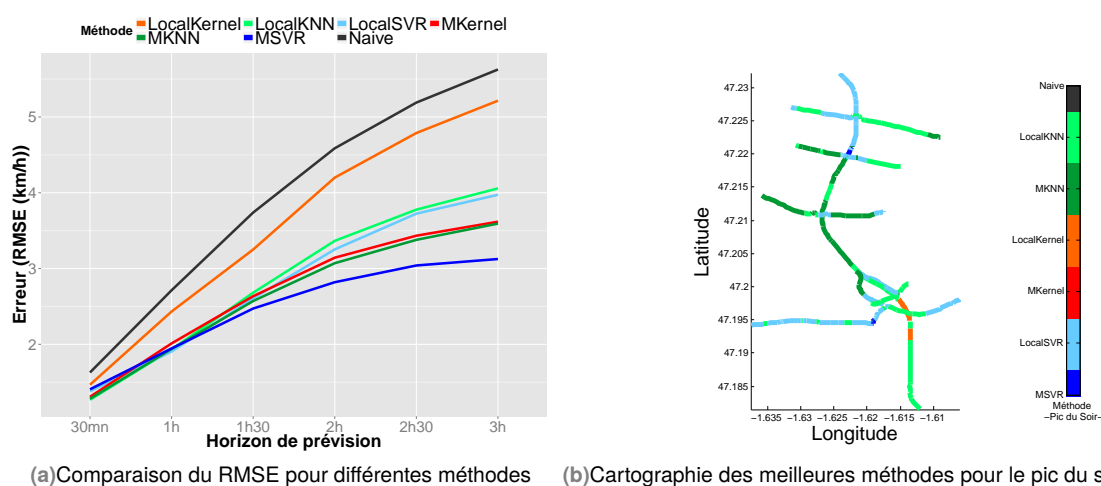 Méthode LocalKernel LocalKNN LocalSVR MKernel
MKNN MSVR Naive
Erreur (RMSE (km/h))
5
4
3
2
30mn 1h 1h30 2h 2h30 3h
Horizon de prévision
(a)Comparaison du RMSE pour différentes méthodes
Latitude
47.23
47.225
47.22
47.215
47.21
47.205
47.2
47.195
47.19
47.185
−1.635 −1.63 −1.625 −1.62 −1.615 −1.61
Longitude
Naive
LocalKNN
MKNN
LocalKernel
MKernel
LocalSVR
MSVR
Méthode
−Pic du Soir−
(b)Cartographie des meilleures méthodes pour le pic du s